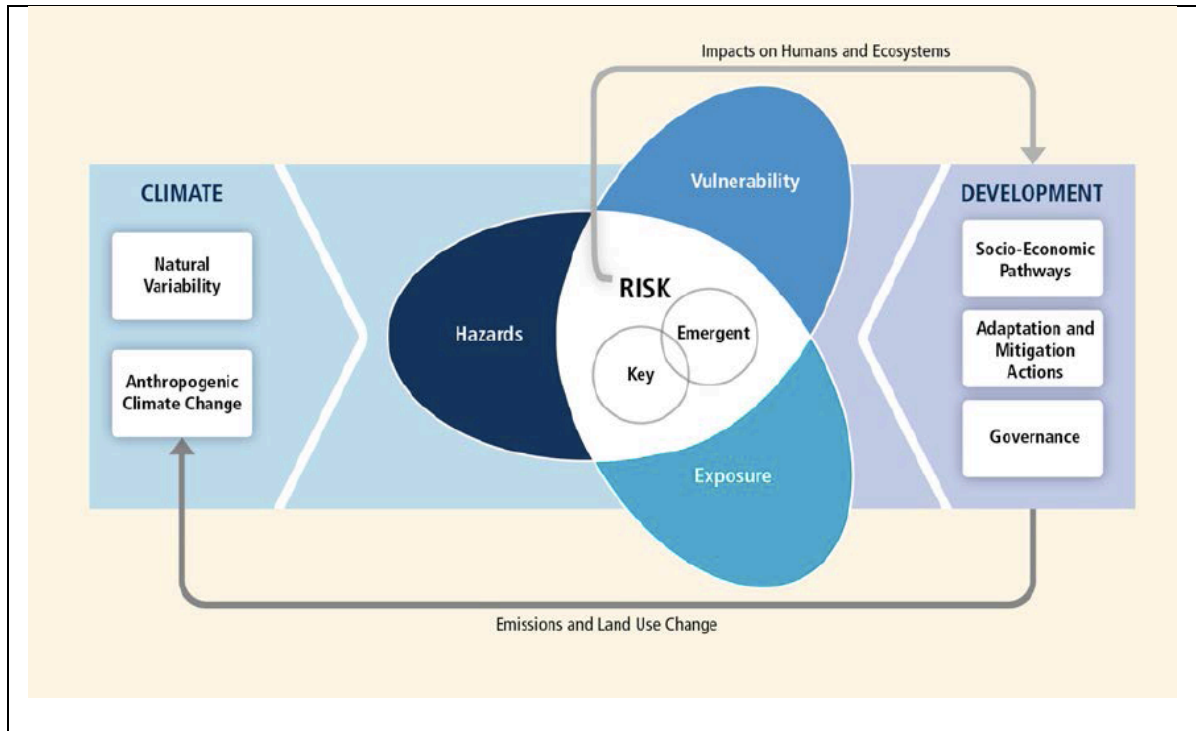 Impacts on Humans and Ecosystems
CLIMATE
Natural
Variability
Anthropogenic
Climate Change
Hazards
Vulnerability
RISK
Emergent
Key
Exposure
DEVELOPMENT
Socio-Economic
Pathways
Adaptation and
Mitigation
Actions
Governance
Emissions and Land Use Change